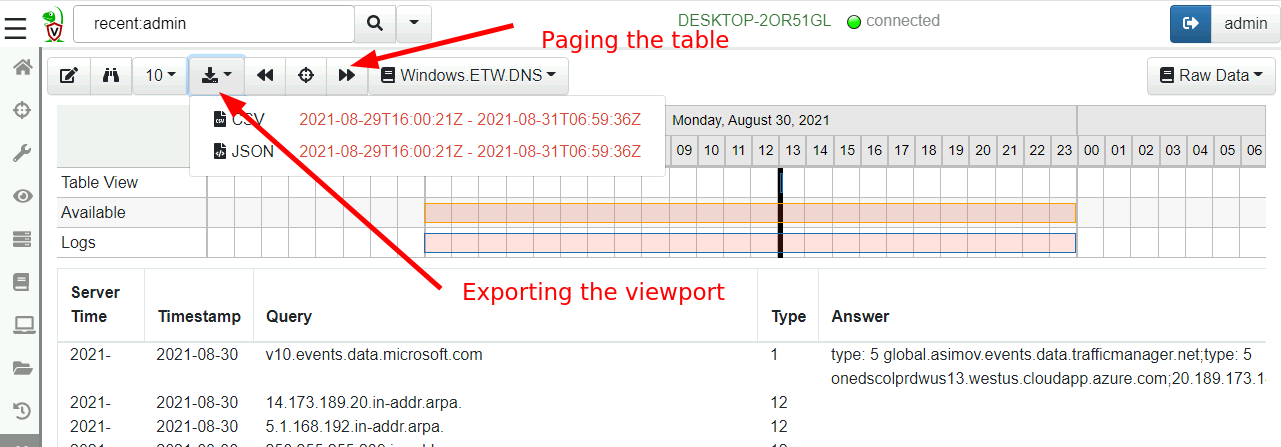 recent:admin
DESKTOP-2OR51GL connected
admin
Paging the table
10
Windows.ETW.DNS
Raw Data
CSV 2021-08-29T16:00:21Z - 2021-08-31T06:59:36Z
JSON 2021-08-29T16:00:21Z - 2021-08-31T06:59:36Z
Monday, August 30, 2021
09 10 11 12 13 14 15 16 17 18 19 20 21 22 23 00 01 02 03 04 05 06
Table View
Available
Logs
Exporting the viewport
Server Time Timestamp Query Type Answer
2021- 2021-08-30 v10.events.data.microsoft.com 1 type: 5 global.asimov.events.data.trafficmanager.net;type: 5
onedscolprdwus13.westus.cloudapp.azure.com;20.189.173.1
2021- 2021-08-30 14.173.189.20.in-addr.arpa. 12
2021- 2021-08-30 5.1.168.192.in-addr.arpa. 12